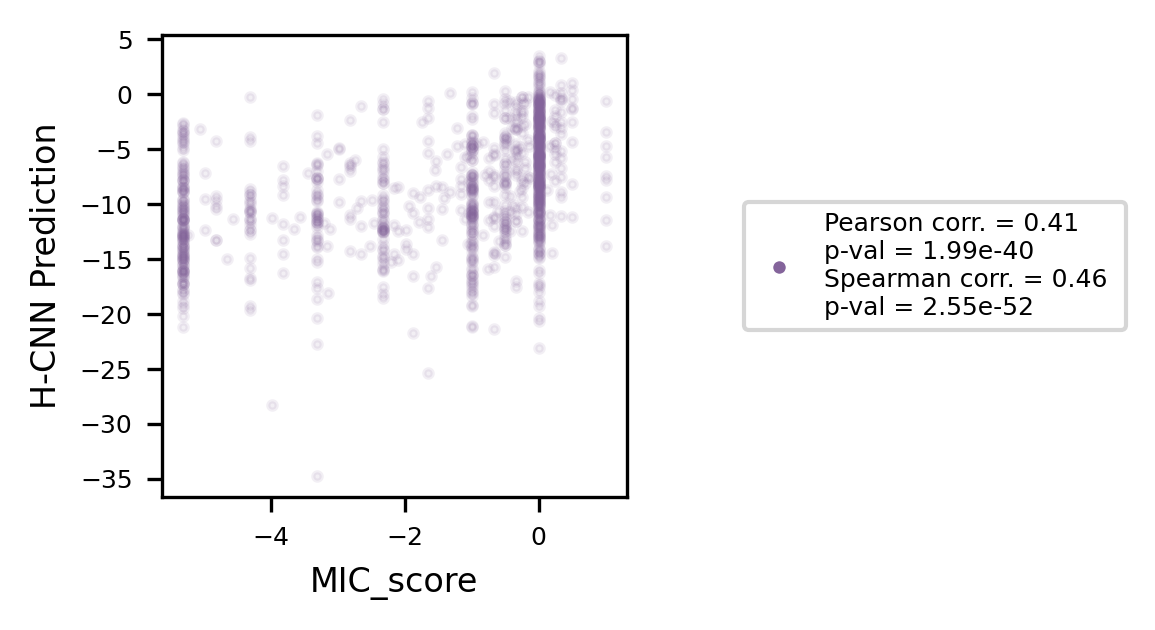 5
0
−5
−10
−15
−20
−25
−30
−35
H-CNN Prediction
−4
−2
0
MIC_score
Pearson corr. = 0.41
p-val = 1.99e-40
Spearman corr. = 0.46
p-val = 2.55e-52